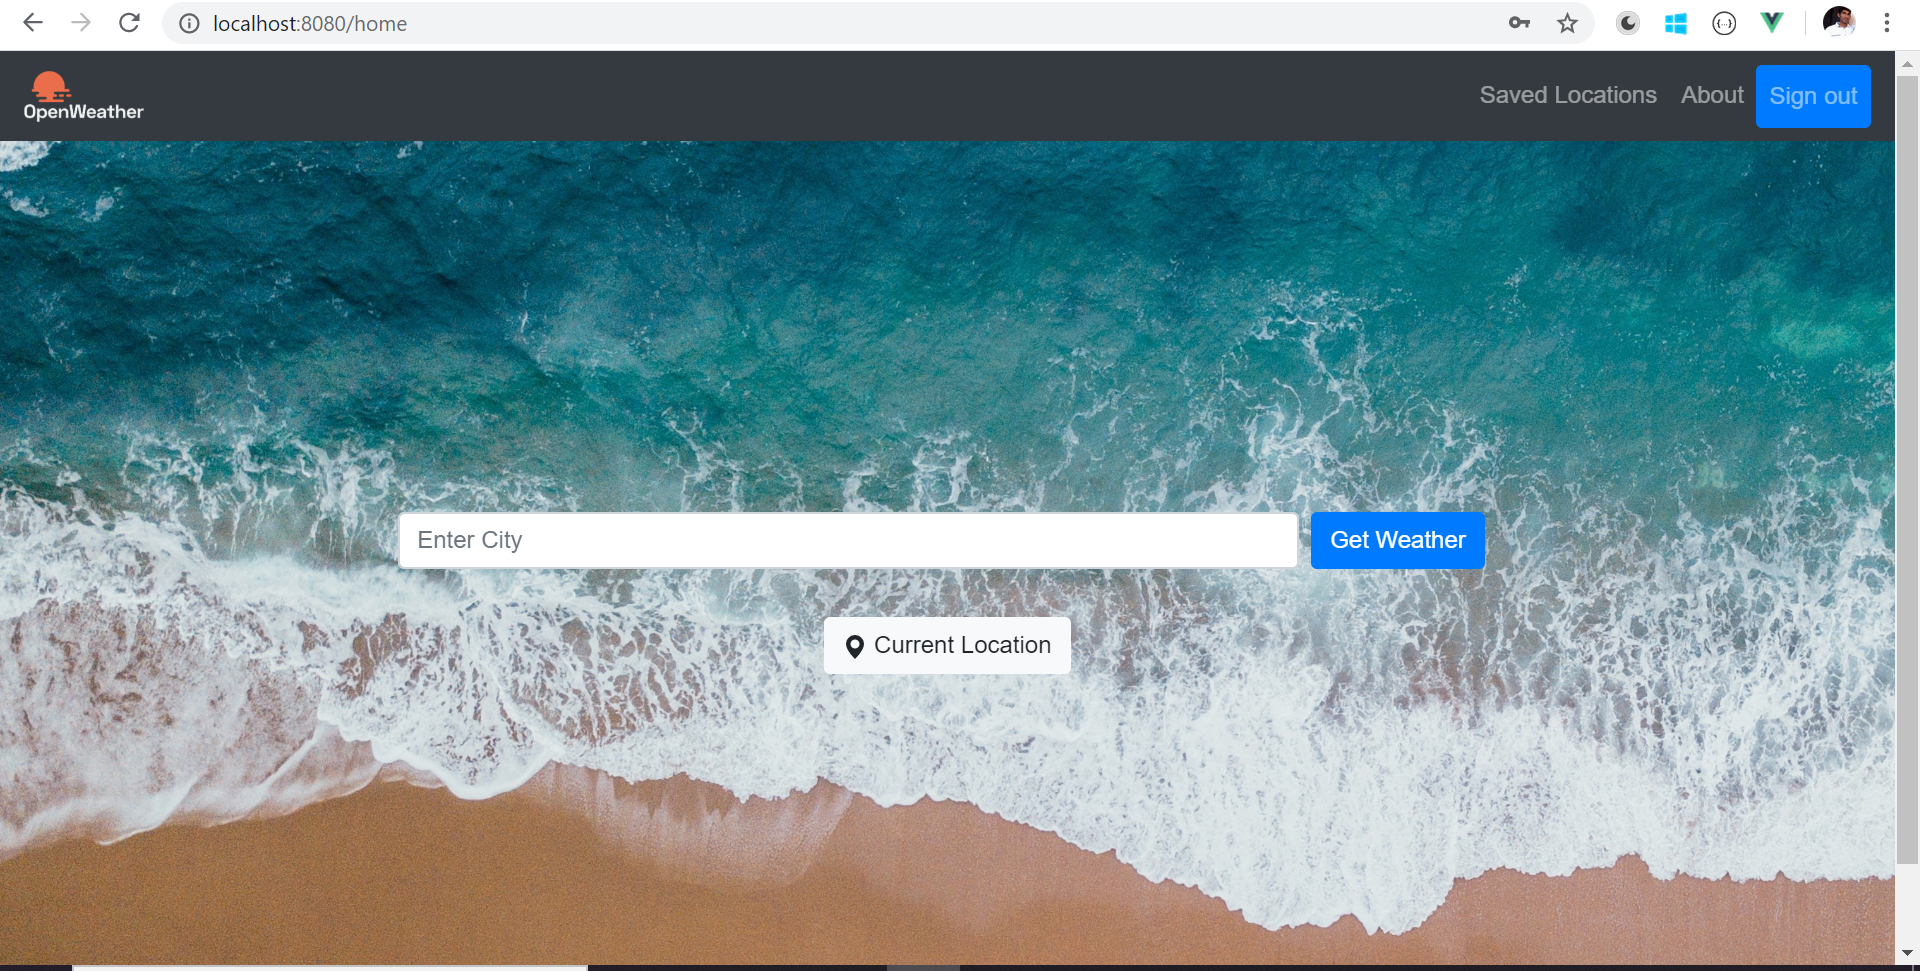 localhost:8080/home
OpenWeather
Saved Locations
About
Sign out
Enter City
Get Weather
Current Location